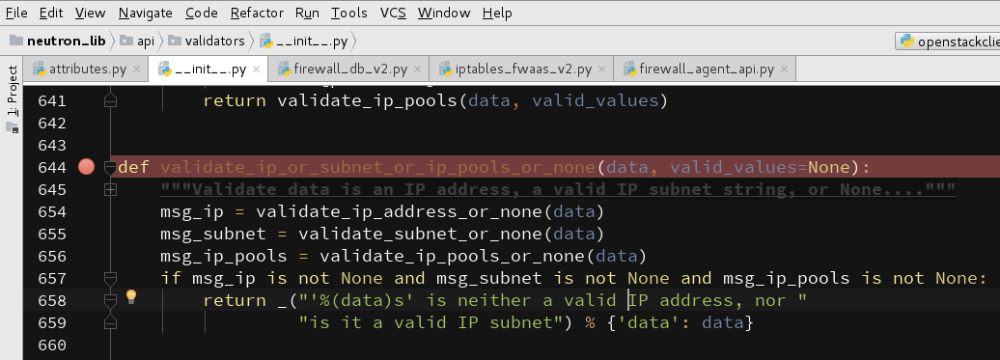 File Edit View Navigate Code Refactor Run Tools VCS Window Help
neutron_lib api validators __init__.py openstackclie
attributes.py __init__.py firewall_db_v2.py iptables_fwaas_v2.py firewall_agent_api.py
1: Project
641 return validate_ip_pools(data, valid_values)
642
643
644 def validate_ip_or_subnet_or_ip_pools_or_none(data, valid_values=None):
645 """Validate data is an IP address, a valid IP subnet string, or None...."""
654 msg_ip = validate_ip_address_or_none(data)
655 msg_subnet = validate_subnet_or_none(data)
656 msg_ip_pools = validate_ip_pools_or_none(data)
657 if msg_ip is not None and msg_subnet is not None and msg_ip_pools is not None:
658 return _("'%(data)s' is neither a valid IP address, nor "
659 "is it a valid IP subnet") % {'data': data}
660